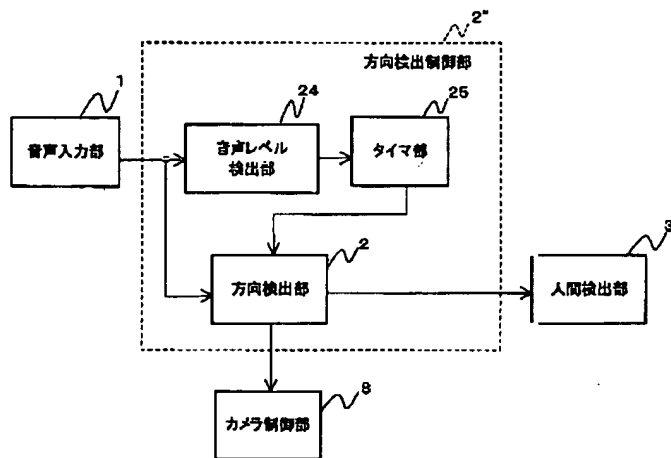 2"
方向検出制御部
1
24
25
音声入力部
音声レベル
検出部
タイマ部
2
3
方向検出部
人間検出部
8
カメラ制御部